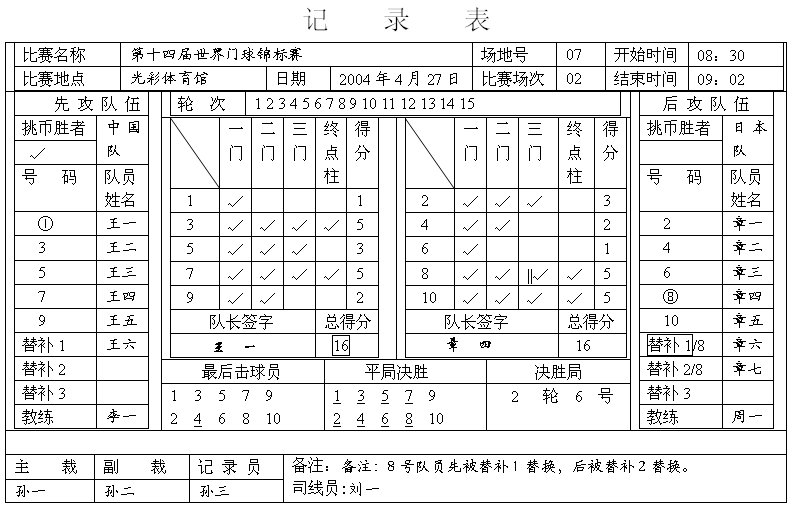 记 录 表
比赛名称 第十四届世界门球锦标赛 场地号 07 开始时间 08：30
比赛地点 光彩体育馆 日期 2004年4月27日 比赛场次 02 结束时间 09：02
先攻队伍 轮 次 1 2 3 4 5 6 7 8 9 10 11 12 13 14 15 后攻队伍
挑币胜者 中国队 ✓
号 码 队员姓名
① 王一
3 王二
5 王三
7 王四
9 王五
替补1 王六
替补2
替补3
教练 李一
一门 二门 三门 终点柱 得分
1 ✓ 1
3 ✓ ✓ ✓ ✓ 5
5 ✓ ✓ ✓ 3
7 ✓ ✓ ✓ ✓ 5
9 ✓ ✓ 2
队长签字 总得分
王 一 16
一门 二门 三门 终点柱 得分
2 ✓ ✓ ✓ 3
4 ✓ ✓ 2
6 ✓ 1
8 ✓ ✓ ||✓ ✓ 5
10 ✓ ✓ ✓ ✓ 5
队长签字 总得分
章 四 16
挑币胜者 日本队
号 码 队员姓名
2 章一
4 章二
6 章三
⑧ 章四
10 章五
替补1/8 章六
替补2/8 章七
替补3
教练 周一
最后击球员 平局决胜 决胜局
1 3 5 7 9 1 3 5 7 9 2 轮 6 号
2 4 6 8 10 2 4 6 8 10
主 裁 副 裁 记录员 备注：备注：8号队员先被替补1替换，后被替补2替换。
孙一 孙二 孙三 司线员：刘一